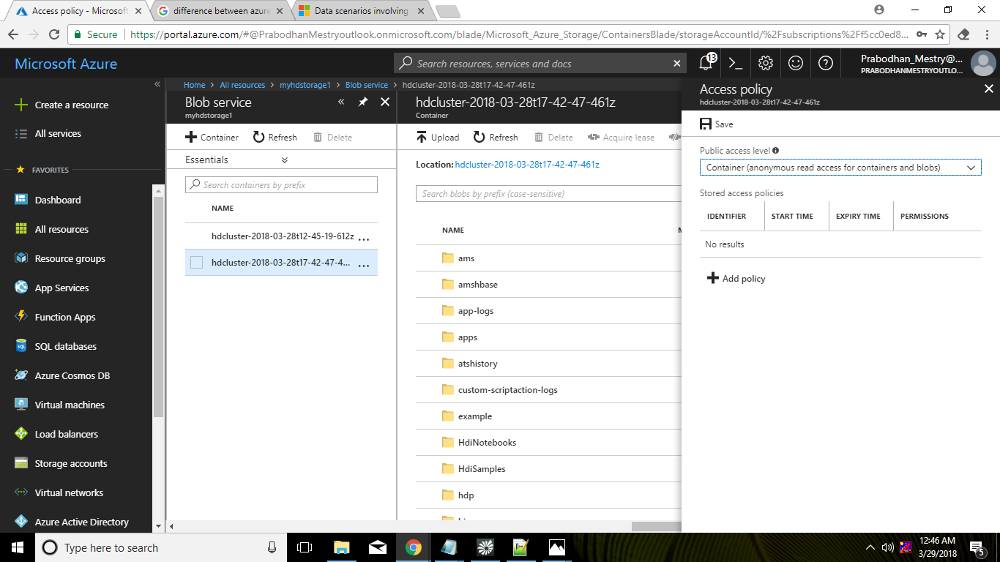 Access policy - Microsoft
difference between azure
Data scenarios involving
Secure
https://portal.azure.com/#@PrabodhanMestryoutlook.onmicrosoft.com/blade/Microsoft_Azure_Storage/ContainersBlade/storageAccountId/%2Fsubscriptions%2Ff5cc0ed8...
Microsoft Azure
Search resources, services and docs
13
Prabodhan_Mestry@...
PRABODHANMESTRYOUTLO...
Create a resource
All services
FAVORITES
Dashboard
All resources
Resource groups
App Services
Function Apps
SQL databases
Azure Cosmos DB
Virtual machines
Load balancers
Storage accounts
Virtual networks
Azure Active Directory
Home > All resources > myhdstorage1 > Blob service > hdcluster-2018-03-28t17-42-47-461z
Blob service
myhdstorage1
Container
Refresh
Delete
Essentials
Search containers by prefix
NAME
hdcluster-2018-03-28t12-45-19-612z ...
hdcluster-2018-03-28t17-42-47-4... ...
hdcluster-2018-03-28t17-42-47-461z
Container
Upload
Refresh
Delete
Acquire lease
Location: hdcluster-2018-03-28t17-42-47-461z
Search blobs by prefix (case-sensitive)
NAME
ams
amshbase
app-logs
apps
atshistory
custom-scriptaction-logs
example
HdiNotebooks
HdiSamples
hdp
Access policy
hdcluster-2018-03-28t17-42-47-461z
Save
Public access level
Container (anonymous read access for containers and blobs)
Stored access policies
IDENTIFIER
START TIME
EXPIRY TIME
PERMISSIONS
No results
Add policy
Type here to search
12:46 AM
3/29/2018
5